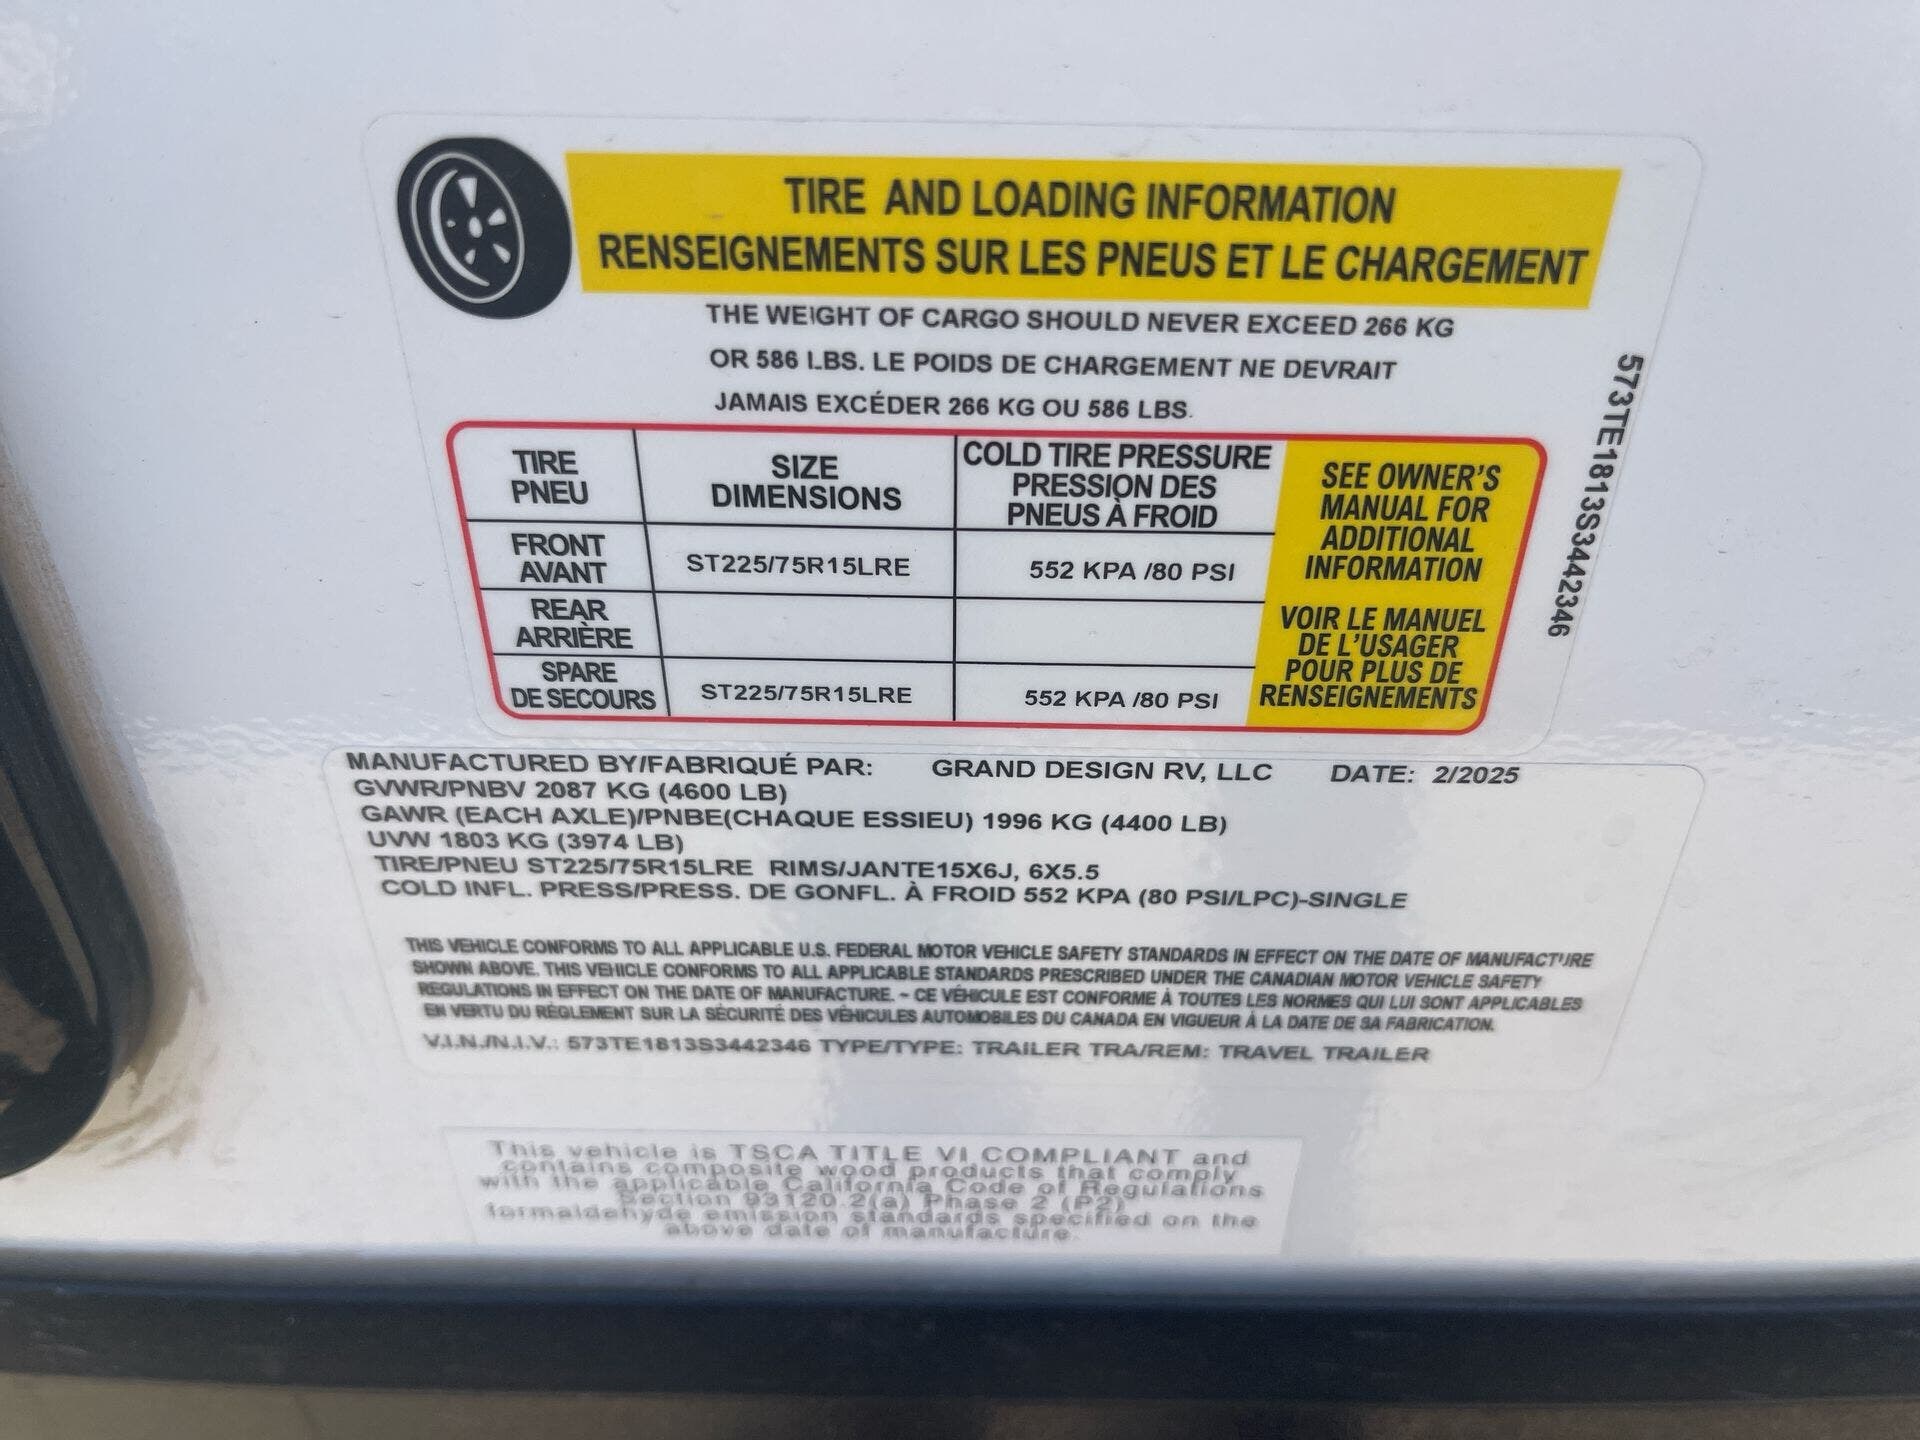 TIRE AND LOADING INFORMATION
RENSEIGNEMENTS SUR LES PNEUS ET LE CHARGEMENT
THE WEIGHT OF CARGO SHOULD NEVER EXCEED 266 KG
OR 586 LBS. LE POIDS DE CHARGEMENT NE DEVRAIT
JAMAIS EXCÉDER 266 KG OU 586 LBS.
TIRE
PNEU
SIZE
DIMENSIONS
COLD TIRE PRESSURE
PRESSION DES
PNEUS À FROID
FRONT
AVANT
ST225/75R15LRE
552 KPA /80 PSI
REAR
ARRIÈRE
SPARE
DE SECOURS
ST225/75R15LRE
552 KPA /80 PSI
SEE OWNER'S
MANUAL FOR
ADDITIONAL
INFORMATION
VOIR LE MANUEL
DE L'USAGER
POUR PLUS DE
RENSEIGNEMENTS
573TE1813S3442346
MANUFACTURED BY/FABRIQUÉ PAR: GRAND DESIGN RV, LLC DATE: 2/2025
GVWR/PNBV 2087 KG (4600 LB)
GAWR (EACH AXLE)/PNBE(CHAQUE ESSIEU) 1996 KG (4400 LB)
UVW 1803 KG (3974 LB)
TIRE/PNEU ST225/75R15LRE RIMS/JANTE15X6J, 6X5.5
COLD INFL. PRESS/PRESS. DE GONFL. À FROID 552 KPA (80 PSI/LPC)-SINGLE
THIS VEHICLE CONFORMS TO ALL APPLICABLE U.S. FEDERAL MOTOR VEHICLE SAFETY STANDARDS IN EFFECT ON THE DATE OF MANUFACTURE
SHOWN ABOVE. THIS VEHICLE CONFORMS TO ALL APPLICABLE STANDARDS PRESCRIBED UNDER THE CANADIAN MOTOR VEHICLE SAFETY
REGULATIONS IN EFFECT ON THE DATE OF MANUFACTURE. ~ CE VÉHICULE EST CONFORME À TOUTES LES NORMES QUI LUI SONT APPLICABLES
EN VERTU DU RÈGLEMENT SUR LA SÉCURITÉ DES VÉHICULES AUTOMOBILES DU CANADA EN VIGUEUR À LA DATE DE SA FABRICATION.
V.I.N./N.I.V.: 573TE1813S3442346 TYPE/TYPE: TRAILER TRA/REM: TRAVEL TRAILER
This vehicle is TSCA TITLE VI COMPLIANT and
contains composite wood products that comply
with the applicable California Code of Regulations
Section 93120.2(a) Phase 2 (P2)
formaldehyde emission standards specified on the
above date of manufacture.